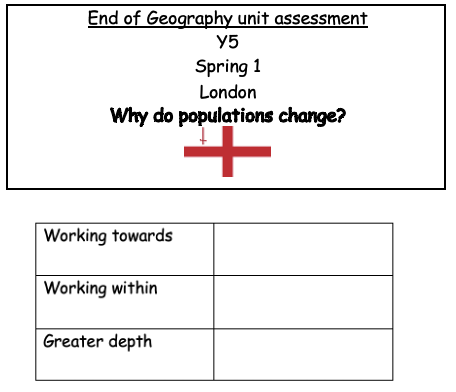 End of Geography unit assessment
Y5
Spring 1
London
Why do populations change?
Working towards
Working within
Greater depth